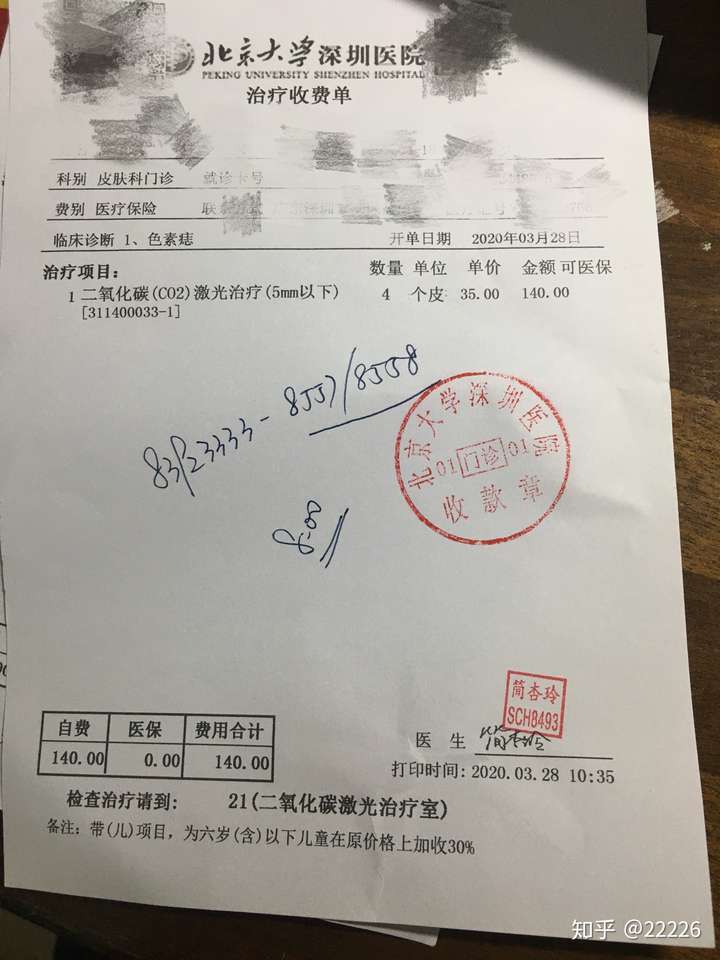 北京大学深圳医院
PEKING UNIVERSITY SHENZHEN HOSPITAL
治疗收费单
科别 皮肤科门诊 就诊卡号
费别 医疗保险
临床诊断 1、色素痣 开单日期 2020年03月28日
治疗项目: 数量 单位 单价 金额 可医保
1 二氧化碳(CO2)激光治疗(5mm以下) 4 个皮 35.00 140.00
[311400033-1]
83923333-8557/8558
北京大学深圳医院
01 门诊 01
收款章
8:00
简杏玲
SCH8493
自费 医保 费用合计
140.00 0.00 140.00
医 生 简杏玲
打印时间: 2020.03.28 10:35
检查治疗请到: 21(二氧化碳激光治疗室)
备注: 带(儿)项目, 为六岁(含)以下儿童在原价格上加收30%
知乎 @22226